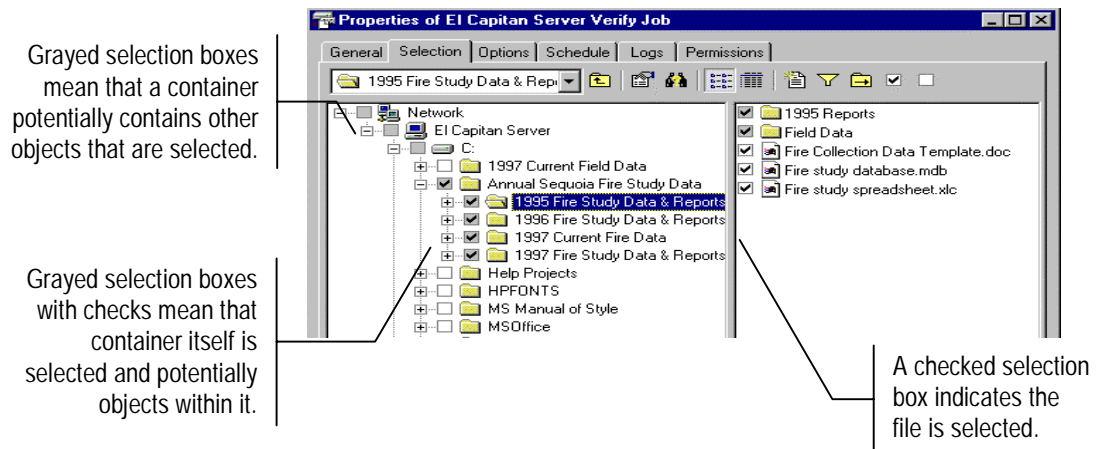 Properties of El Capitan Server Verify Job
General Selection Options Schedule Logs Permissions
1995 Fire Study Data & Rep
Grayed selection boxes
mean that a container
potentially contains other
objects that are selected.
Network
El Capitan Server
C:
1997 Current Field Data
Annual Sequoia Fire Study Data
1995 Fire Study Data & Reports
1996 Fire Study Data & Reports
1997 Current Fire Data
1997 Fire Study Data & Reports
Help Projects
HPFONTS
MS Manual of Style
MSOffice
1995 Reports
Field Data
Fire Collection Data Template.doc
Fire study database.mdb
Fire study spreadsheet.xlc
Grayed selection boxes
with checks mean that
container itself is
selected and potentially
objects within it.
A checked selection
box indicates the
file is selected.